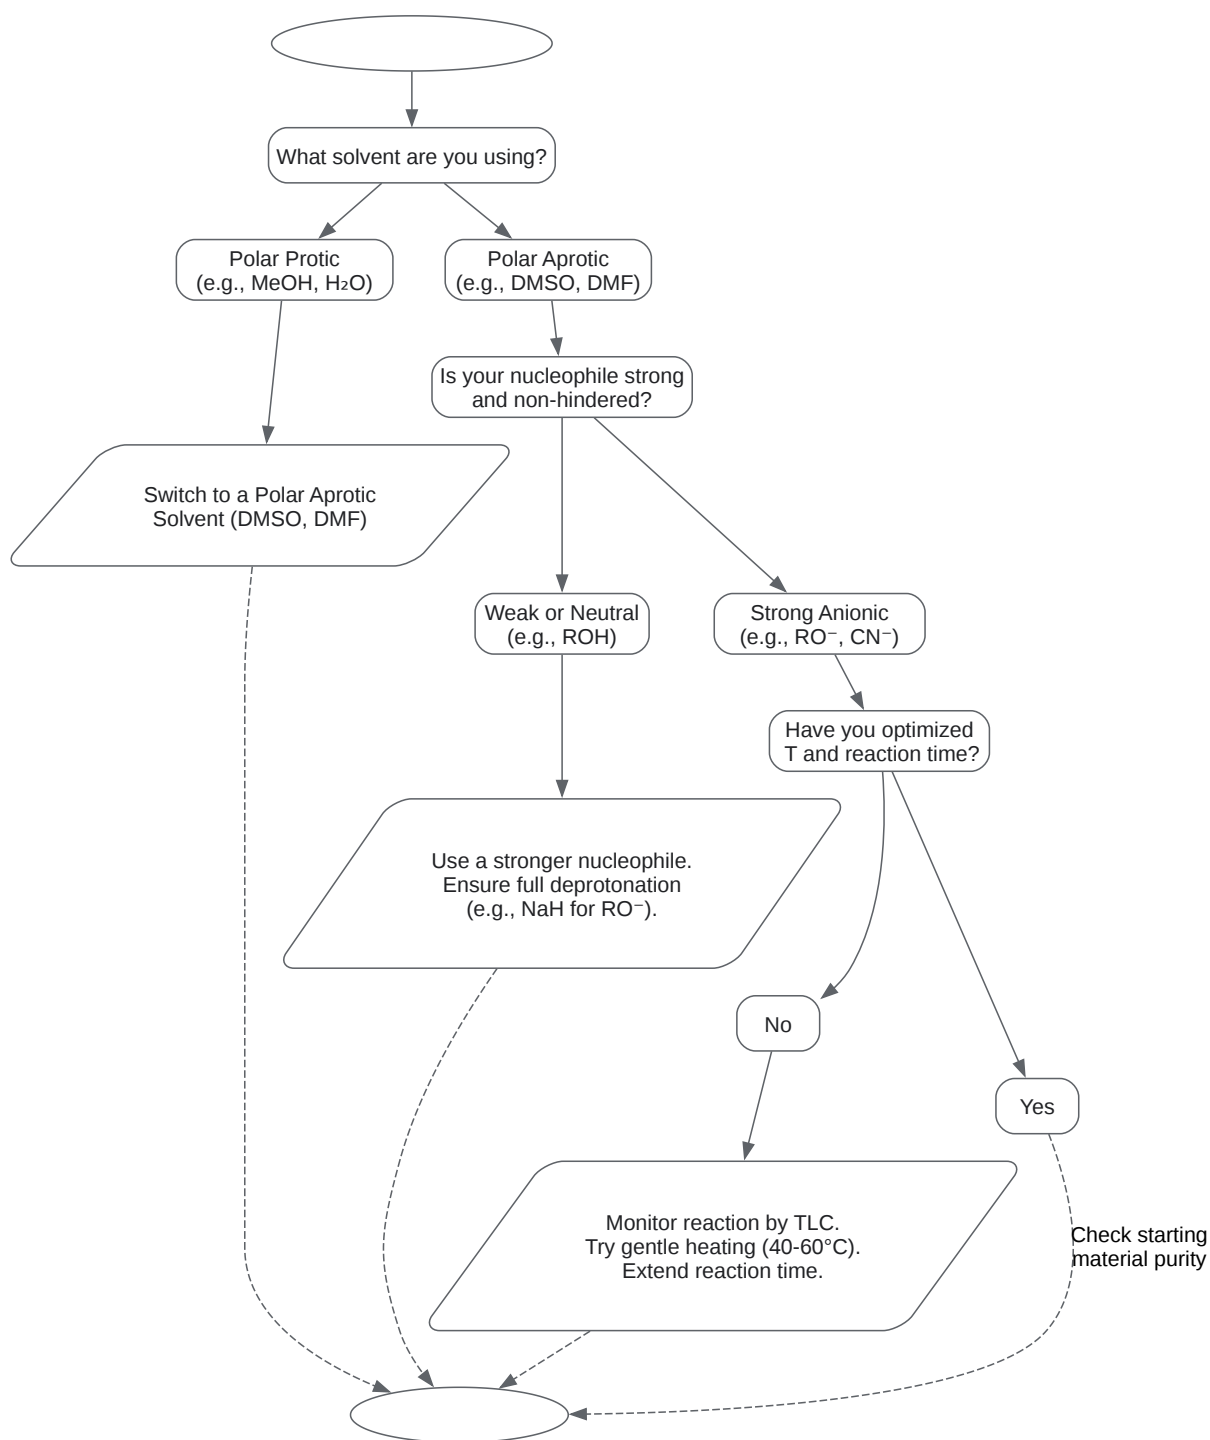 What solvent are you using?
Polar Protic
(e.g., MeOH, H₂O)
Polar Aprotic
(e.g., DMSO, DMF)
Is your nucleophile strong
and non-hindered?
Switch to a Polar Aprotic
Solvent (DMSO, DMF)
Weak or Neutral
(e.g., ROH)
Strong Anionic
(e.g., RO⁻, CN⁻)
Have you optimized
T and reaction time?
Use a stronger nucleophile.
Ensure full deprotonation
(e.g., NaH for RO⁻).
No
Yes
Monitor reaction by TLC.
Try gentle heating (40-60°C).
Extend reaction time.
Check starting
material purity